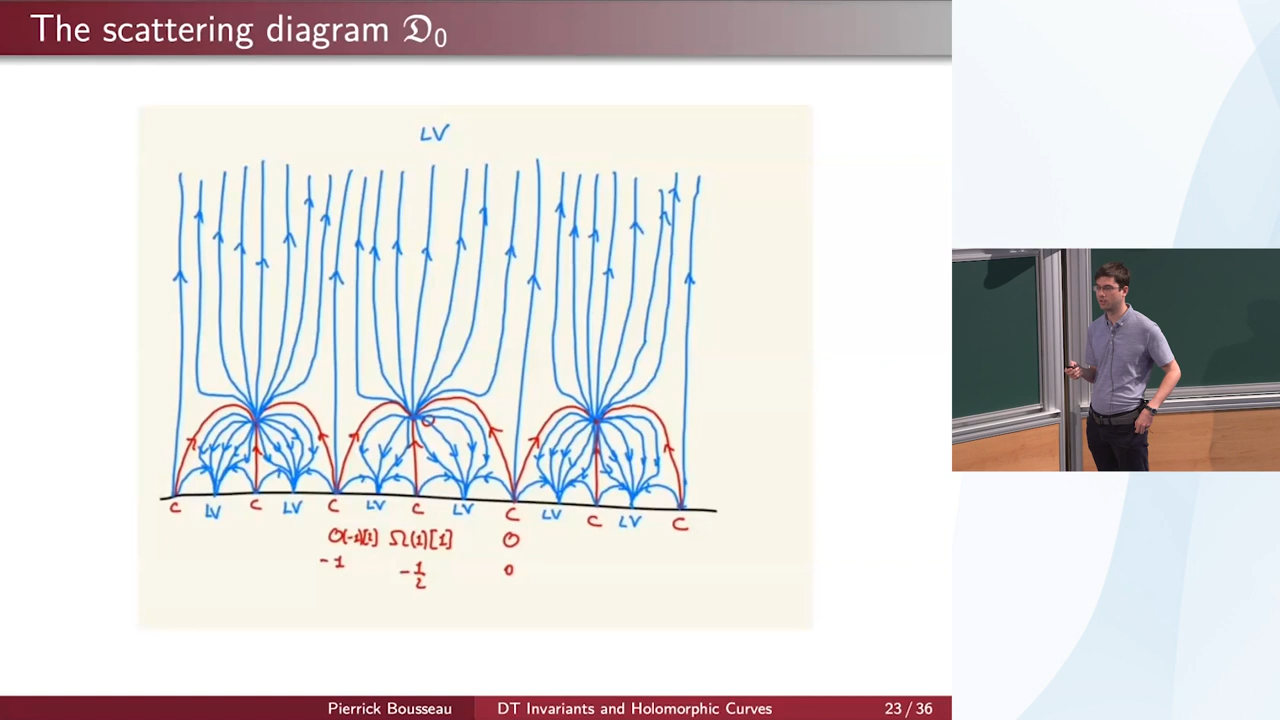 The scattering diagram 𝔇₀
LV
C LV C LV C LV C LV C LV C LV C
O(-1)[1] Ω(1)[1] O
-1 -1/2 0
Pierrick Bousseau DT Invariants and Holomorphic Curves 23 / 36